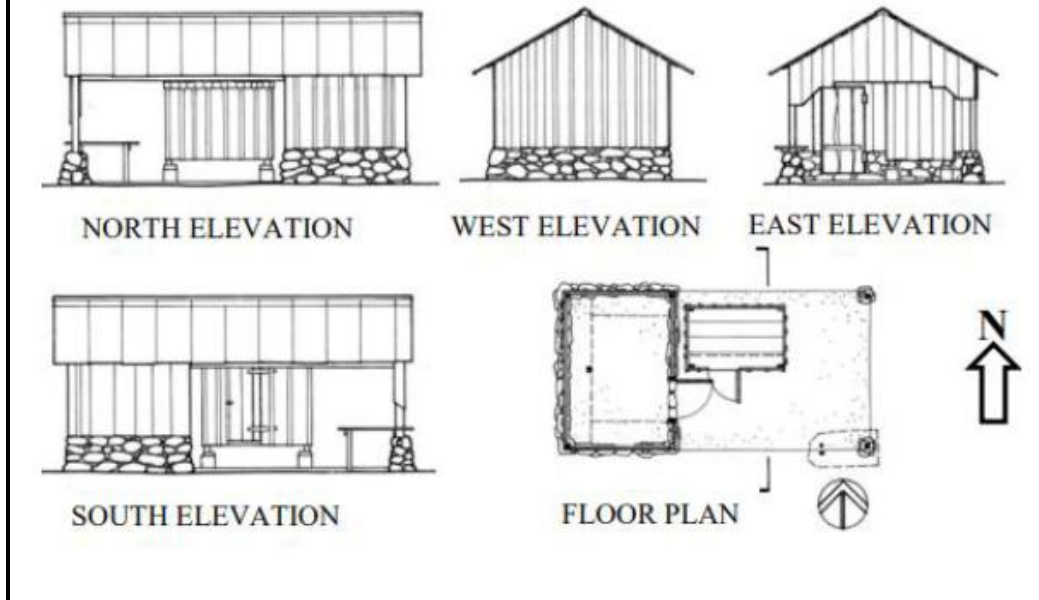 NORTH ELEVATION
WEST ELEVATION
EAST ELEVATION
N
SOUTH ELEVATION
FLOOR PLAN